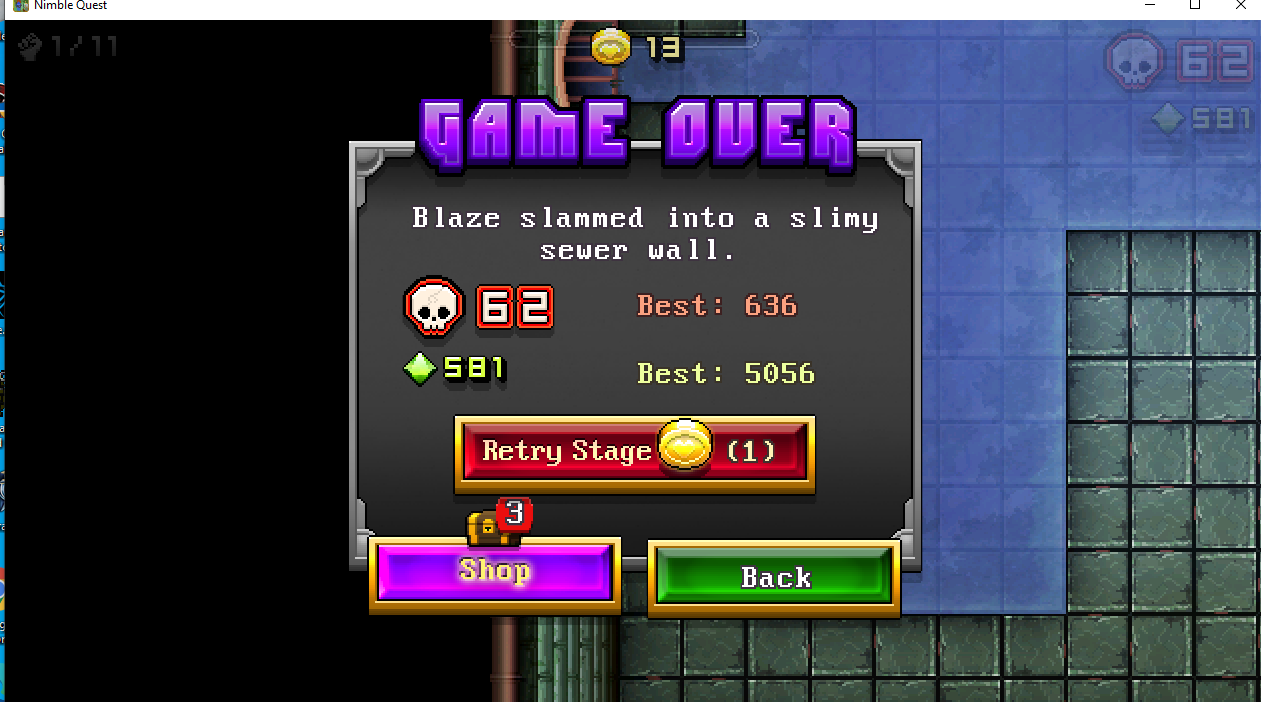 Nimble Quest
1/11
13
62
581
GAME OVER
Blaze slammed into a slimy
sewer wall.
62 Best: 636
581 Best: 5056
Retry Stage (1)
3
Shop
Back